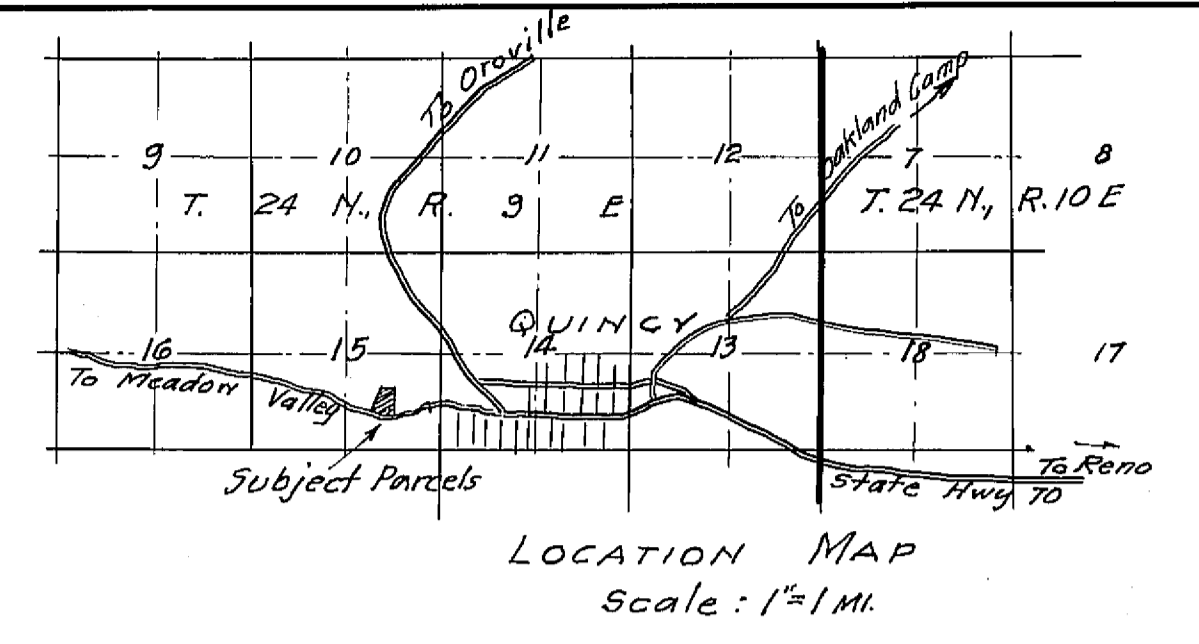 To Oroville
To Oakland Camp
9 10 11 12 7 8
T. 24 N., R. 9 E
T. 24 N., R. 10 E
QUINCY
16 15 14 13 18 17
To Meadow Valley
Subject Parcels
To Reno
State Hwy TO
LOCATION MAP
Scale : 1"=1 MI.